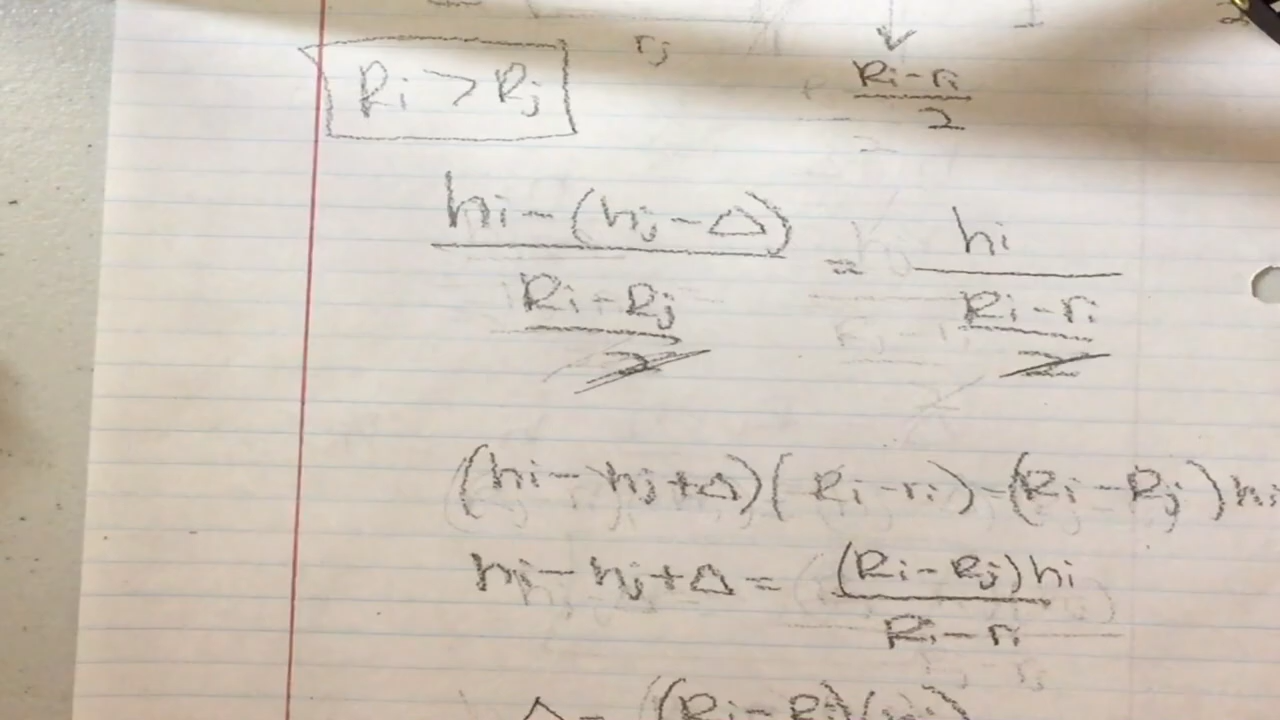 rj
Ri > Rj
Ri-ri / 2
hi-(hj-Δ) / (Ri-Rj / 2) = hi / (Ri-ri / 2)
(hi-hj+Δ)(Ri-ri)=(Ri-Rj)hi
hi-hj+Δ= (Ri-Rj)hi / Ri-ri
Δ=